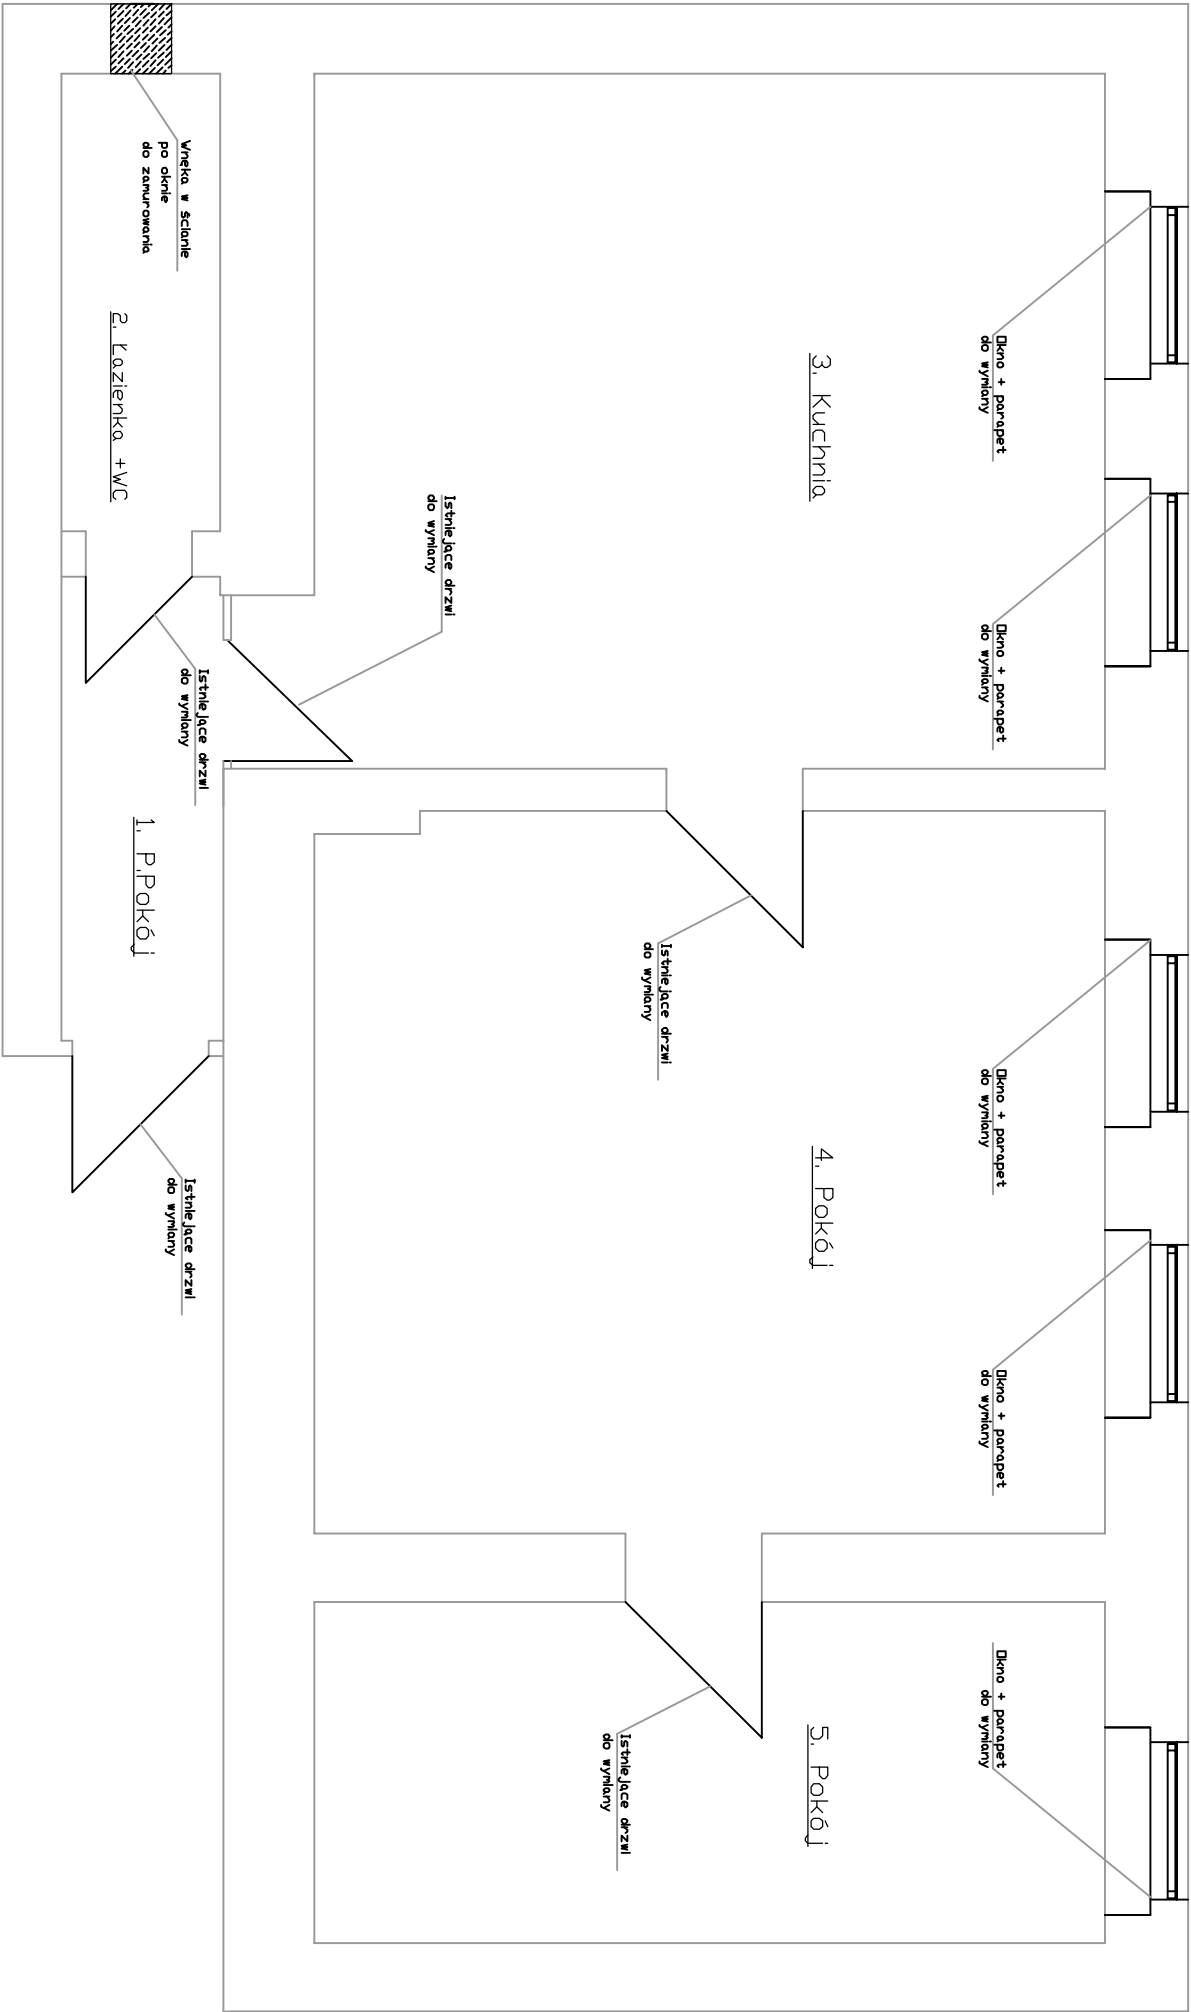 Okno + parapet
do wymiany
Okno + parapet
do wymiany
Okno + parapet
do wymiany
Okno + parapet
do wymiany
Okno + parapet
do wymiany
3. Kuchnia
4. Pokój
5. Pokój
Istniejące drzwi
do wymiany
Istniejące drzwi
do wymiany
Istniejące drzwi
do wymiany
Istniejące drzwi
do wymiany
Istniejące drzwi
do wymiany
Wnęka w ścianie
po oknie
do zamurowania
2. Łazienka +WC
1. P.Pokój